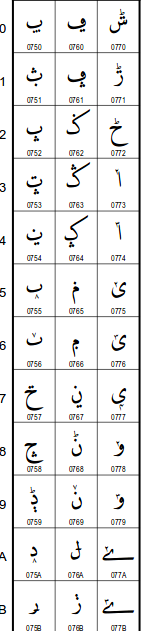 0 ݐ ݠ ݰ
0750 0760 0770
1 ݑ ݡ ݱ
0751 0761 0771
2 ݒ ݢ ݲ
0752 0762 0772
3 ݓ ݣ ݳ
0753 0763 0773
4 ݔ ݤ ݴ
0754 0764 0774
5 ݕ ݥ ݵ
0755 0765 0775
6 ݖ ݦ ݶ
0756 0766 0776
7 ݗ ݧ ݷ
0757 0767 0777
8 ݘ ݨ ݸ
0758 0768 0778
9 ݙ ݩ ݹ
0759 0769 0779
A ݚ ݪ ݺ
075A 076A 077A
B ݛ ݫ ݻ
075B 076B 077B